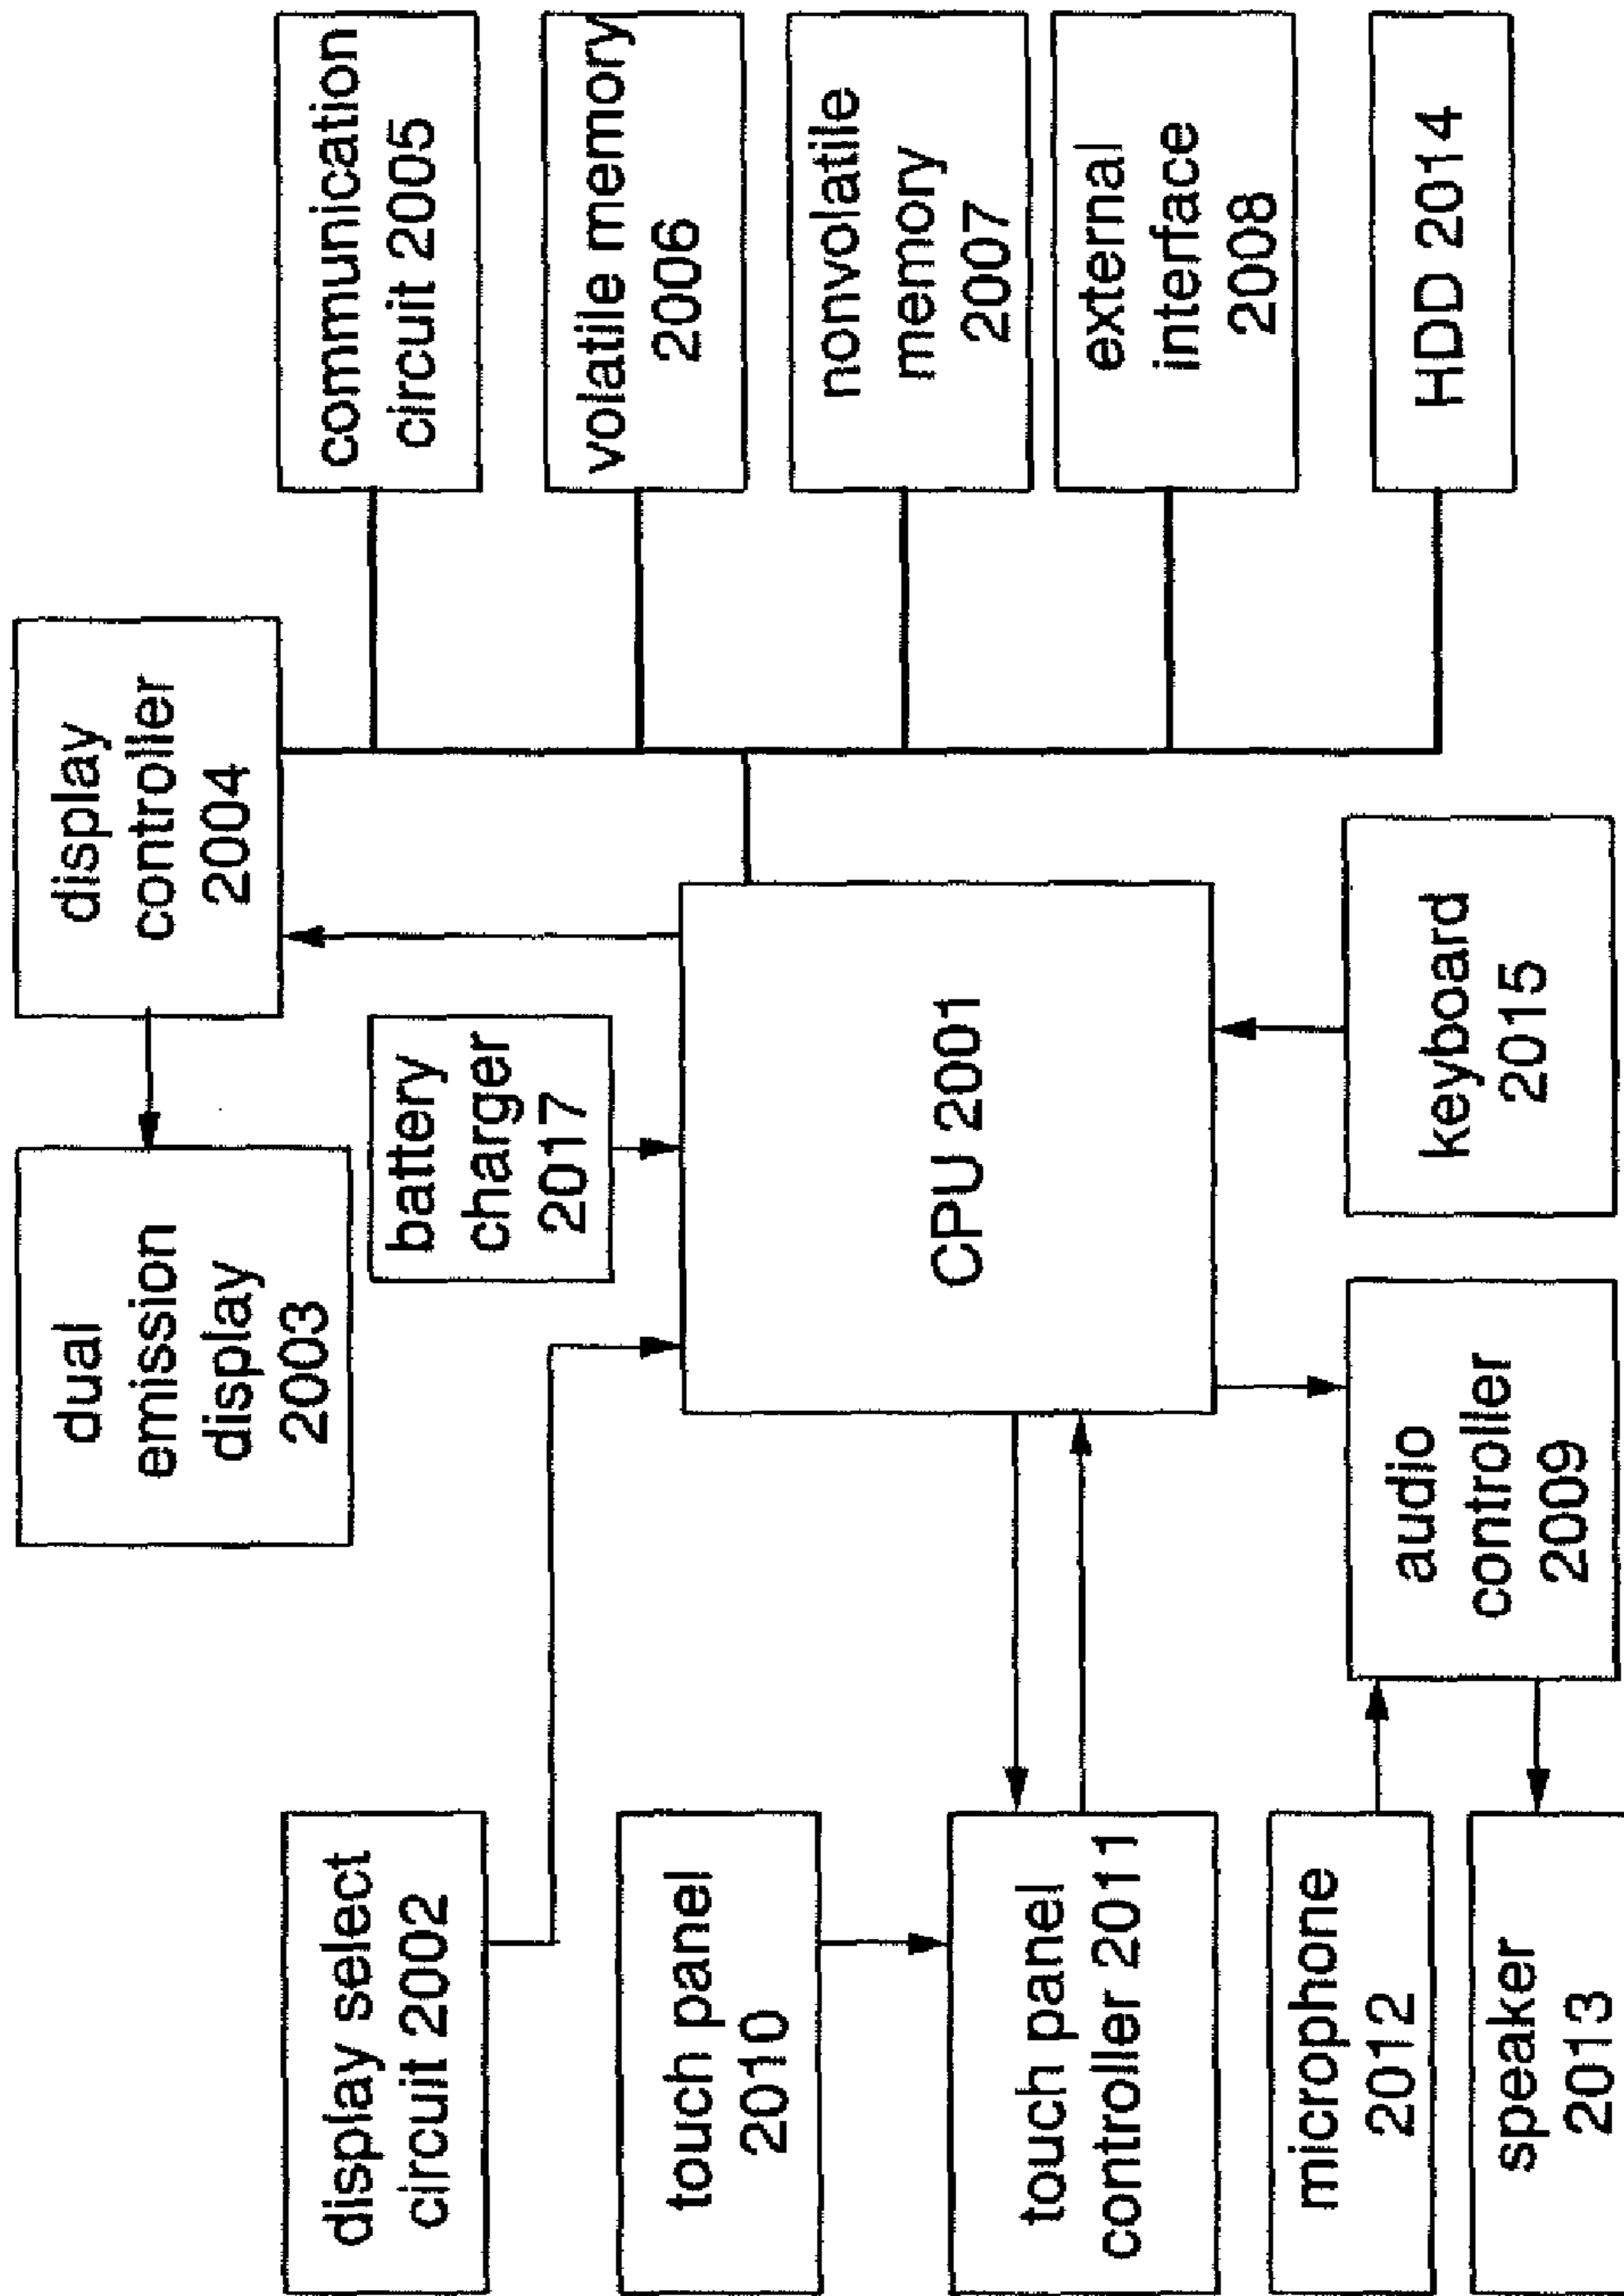 display select
circuit 2002
touch panel
2010
touch panel
controller 2011
microphone
2012
speaker
2013
dual
emission
display
2003
battery
charger
2017
CPU 2001
audio
controller
2009
display
controller
2004
keyboard
2015
communication
circuit 2005
volatile memory
2006
nonvolatile
memory
2007
external
interface
2008
HDD 2014